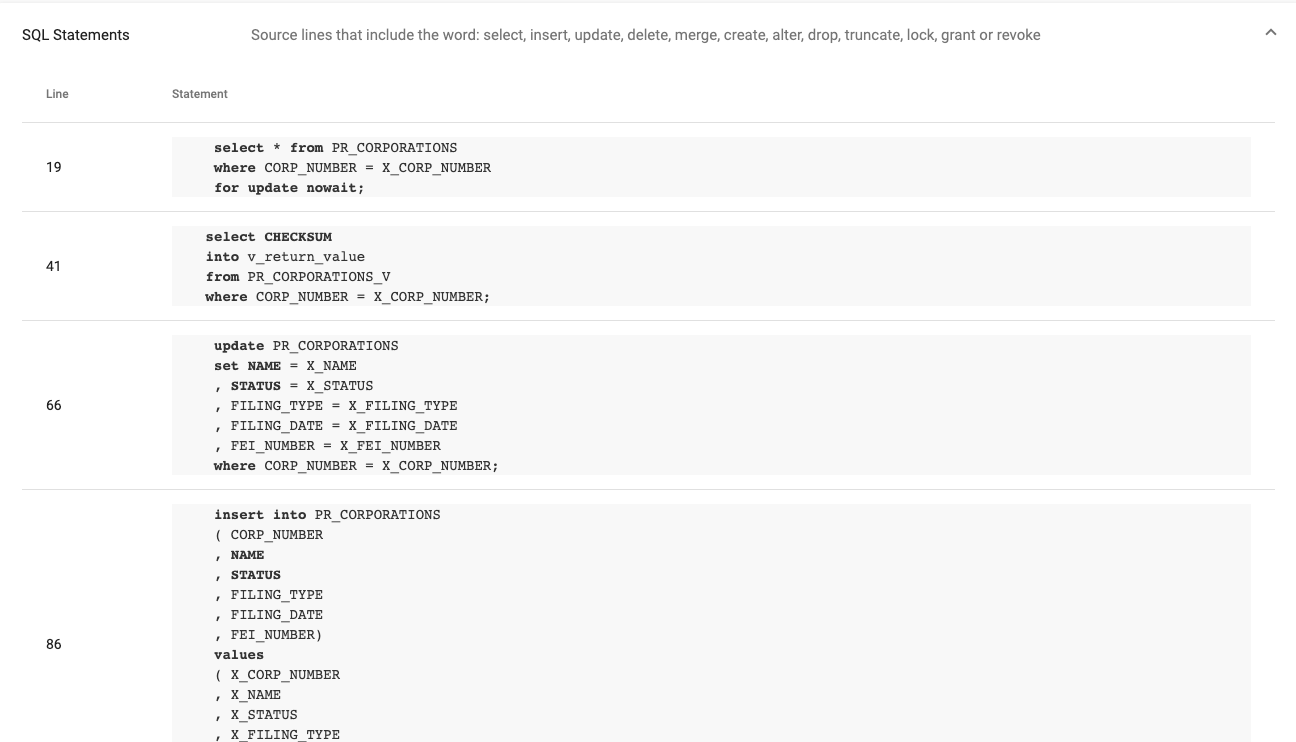 SQL Statements Source lines that include the word: select, insert, update, delete, merge, create, alter, drop, truncate, lock, grant or revoke
Line Statement
19
select * from PR_CORPORATIONS
where CORP_NUMBER = X_CORP_NUMBER
for update nowait;
41
select CHECKSUM
into v_return_value
from PR_CORPORATIONS_V
where CORP_NUMBER = X_CORP_NUMBER;
66
update PR_CORPORATIONS
set NAME = X_NAME
, STATUS = X_STATUS
, FILING_TYPE = X_FILING_TYPE
, FILING_DATE = X_FILING_DATE
, FEI_NUMBER = X_FEI_NUMBER
where CORP_NUMBER = X_CORP_NUMBER;
86
insert into PR_CORPORATIONS
( CORP_NUMBER
, NAME
, STATUS
, FILING_TYPE
, FILING_DATE
, FEI_NUMBER)
values
( X_CORP_NUMBER
, X_NAME
, X_STATUS
, X_FILING_TYPE